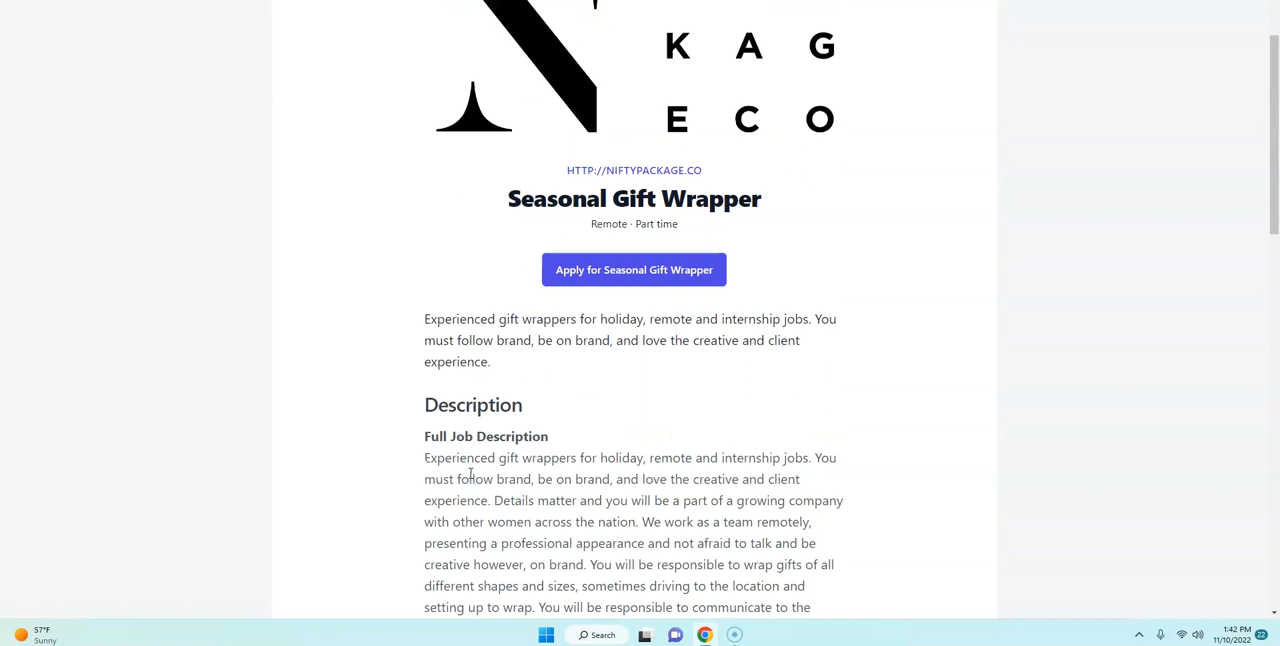 N
K A G
E C O
HTTP://NIFTYPACKAGE.CO
Seasonal Gift Wrapper
Remote · Part time
Apply for Seasonal Gift Wrapper
Experienced gift wrappers for holiday, remote and internship jobs. You
must follow brand, be on brand, and love the creative and client
experience.
Description
Full Job Description
Experienced gift wrappers for holiday, remote and internship jobs. You
must follow brand, be on brand, and love the creative and client
experience. Details matter and you will be a part of a growing company
with other women across the nation. We work as a team remotely,
presenting a professional appearance and not afraid to talk and be
creative however, on brand. You will be responsible to wrap gifts of all
different shapes and sizes, sometimes driving to the location and
setting up to wrap. You will be responsible to communicate to the
57°F
Sunny
Search
1:42 PM
11/10/2022
22